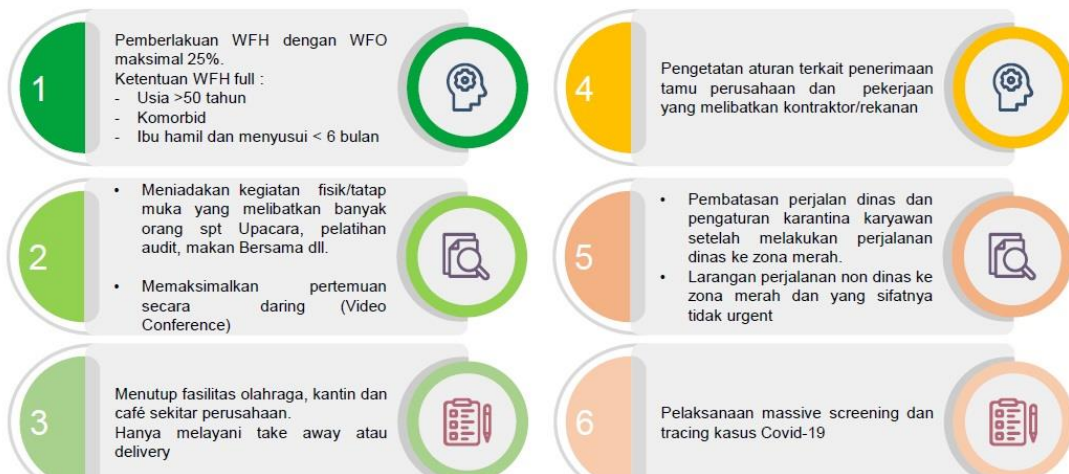 1
Pemberlakuan WFH dengan WFO
maksimal 25%.
Ketentuan WFH full :
- Usia >50 tahun
- Komorbid
- Ibu hamil dan menyusui < 6 bulan
2
• Meniadakan kegiatan fisik/tatap
muka yang melibatkan banyak
orang spt Upacara, pelatihan
audit, makan Bersama dll.
• Memaksimalkan pertemuan
secara daring (Video
Conference)
3
Menutup fasilitas olahraga, kantin dan
café sekitar perusahaan.
Hanya melayani take away atau
delivery
4
Pengetatan aturan terkait penerimaan
tamu perusahaan dan pekerjaan
yang melibatkan kontraktor/rekanan
5
• Pembatasan perjalan dinas dan
pengaturan karantina karyawan
setelah melakukan perjalanan
dinas ke zona merah.
• Larangan perjalanan non dinas ke
zona merah dan yang sifatnya
tidak urgent
6
Pelaksanaan massive screening dan
tracing kasus Covid-19